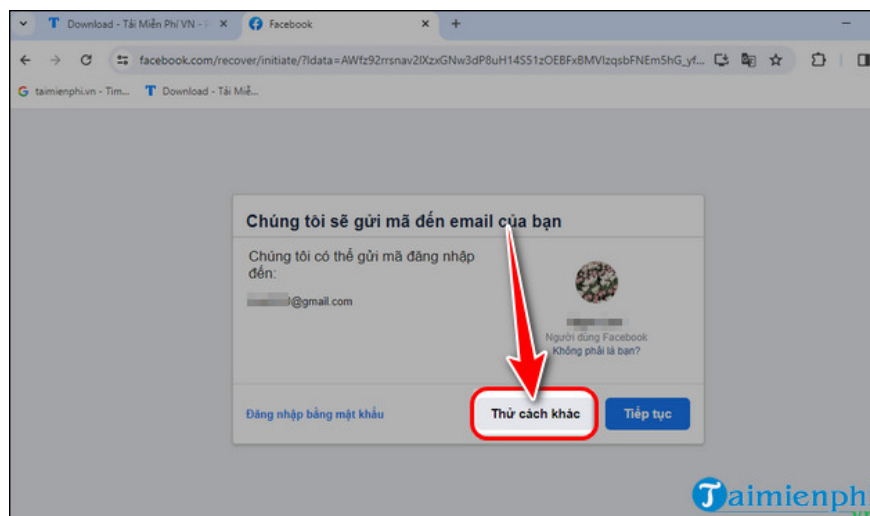 Download - Tải Miễn Phí VN -
Facebook
facebook.com/recover/initiate/?ldata=AWfz92rrsnav2lXzxGNw3dP8uH14S51zOEBFxBMVlzqsbFNEm5hG_yf...
taimienphi.vn - Tim...
Download - Tải Miễ...
Chúng tôi sẽ gửi mã đến email của bạn
Chúng tôi có thể gửi mã đăng nhập
đến:
@gmail.com
Người dùng Facebook
Không phải là bạn?
Đăng nhập bằng mật khẩu
Thử cách khác
Tiếp tục
Taimienph